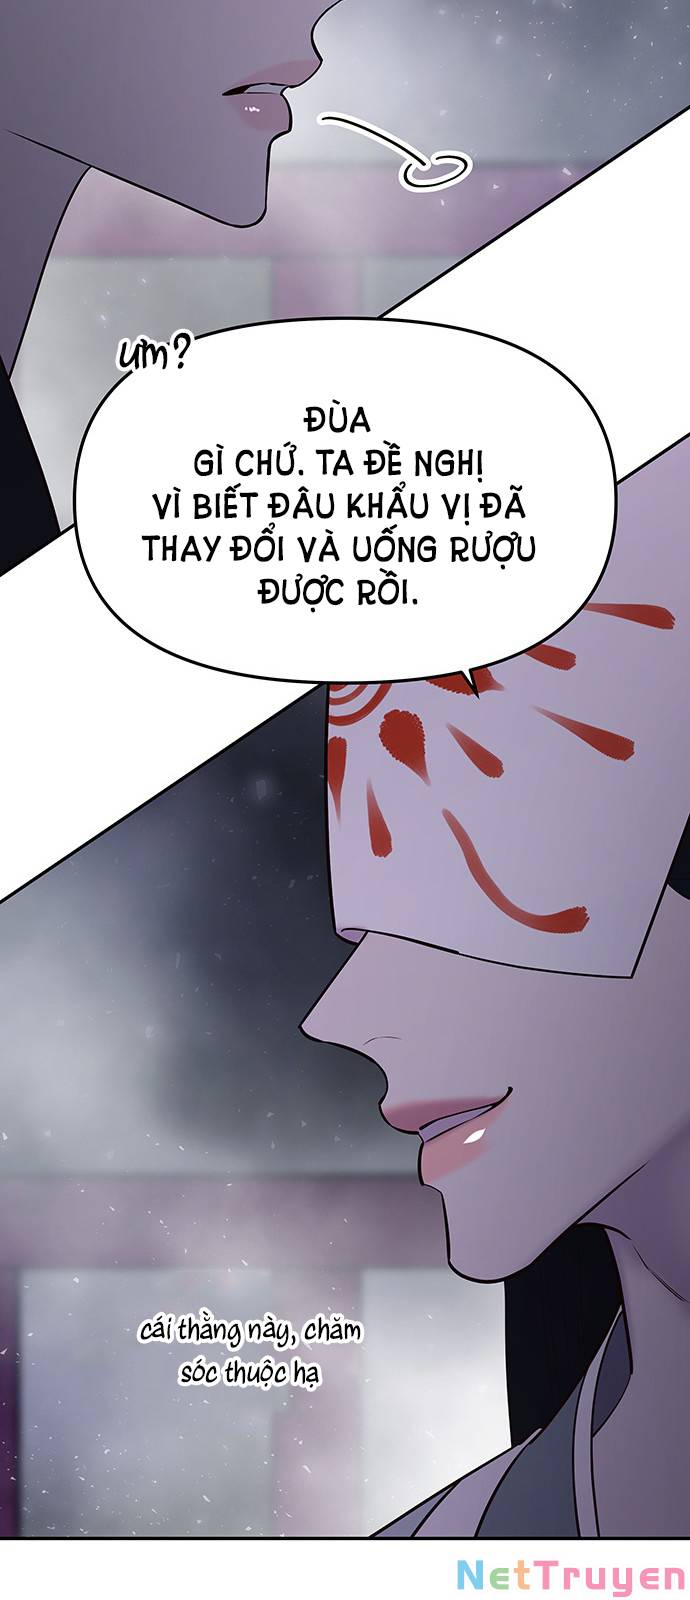 ưm?
ĐÙA
GÌ CHỨ. TA ĐỀ NGHỊ
VÌ BIẾT ĐÂU KHẨU VỊ ĐÃ
THAY ĐỔI VÀ UỐNG RƯỢU
ĐƯỢC RỒI.
cái thằng này, chăm
sóc thuộc hạ
NetTruyen